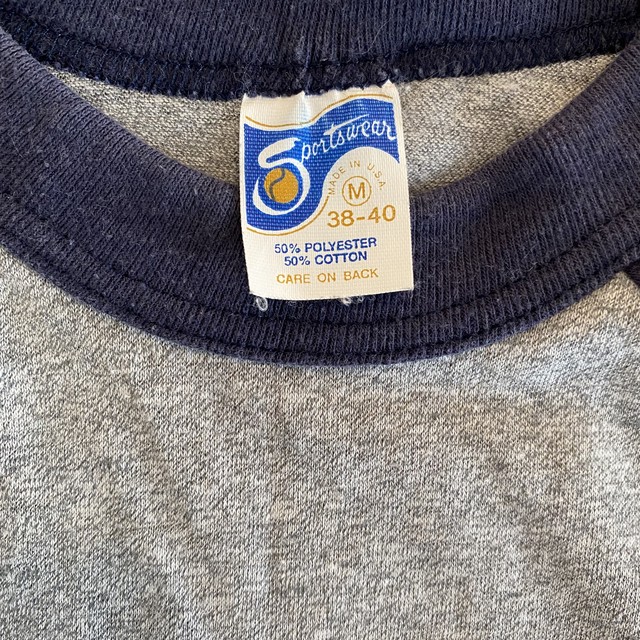 Sportswear
MADE IN U.S.A.
M
38-40
50% POLYESTER
50% COTTON
CARE ON BACK